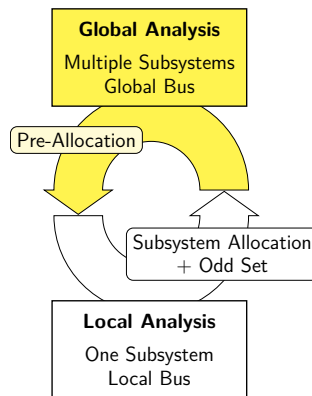 Global Analysis
Multiple Subsystems
Global Bus
Pre-Allocation
Subsystem Allocation
+ Odd Set
Local Analysis
One Subsystem
Local Bus